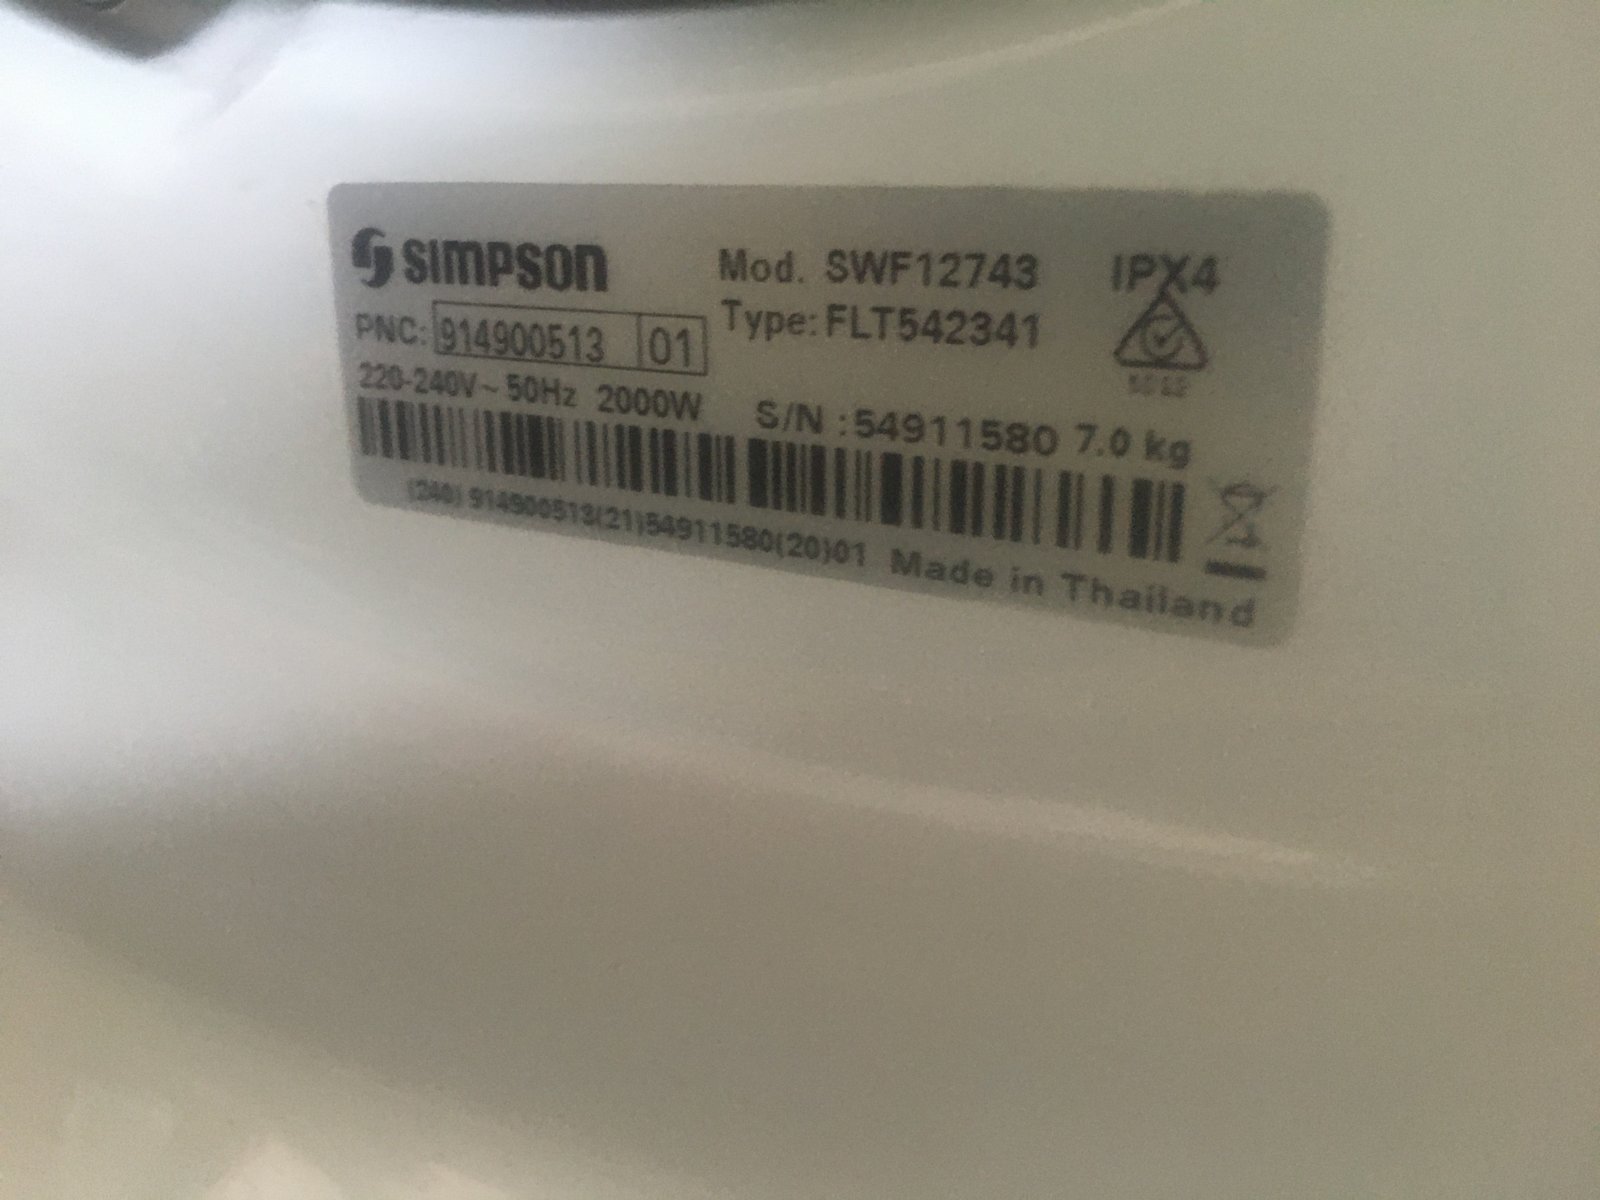 SIMPSON
Mod. SWF12743
IPX4
PNC: 914900513 01
Type: FLT542341
220-240V~ 50Hz 2000W
S/N :54911580 7.0 kg
(240) 914900513(21)54911580(20)01 Made in Thailand